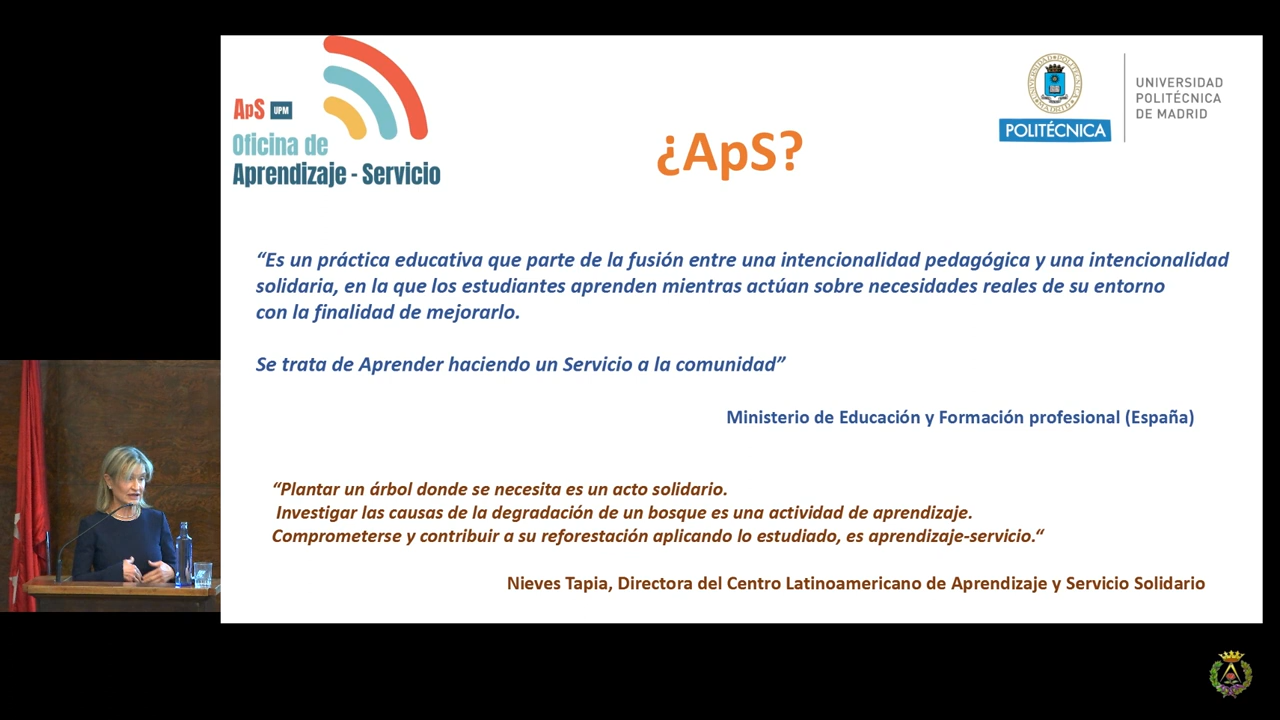 ApS UPM
Oficina de
Aprendizaje - Servicio
¿ApS?
POLITÉCNICA
UNIVERSIDAD
POLITÉCNICA
DE MADRID
“Es un práctica educativa que parte de la fusión entre una intencionalidad pedagógica y una intencionalidad
solidaria, en la que los estudiantes aprenden mientras actúan sobre necesidades reales de su entorno
con la finalidad de mejorarlo.
Se trata de Aprender haciendo un Servicio a la comunidad”
Ministerio de Educación y Formación profesional (España)
“Plantar un árbol donde se necesita es un acto solidario.
Investigar las causas de la degradación de un bosque es una actividad de aprendizaje.
Comprometerse y contribuir a su reforestación aplicando lo estudiado, es aprendizaje-servicio.“
Nieves Tapia, Directora del Centro Latinoamericano de Aprendizaje y Servicio Solidario